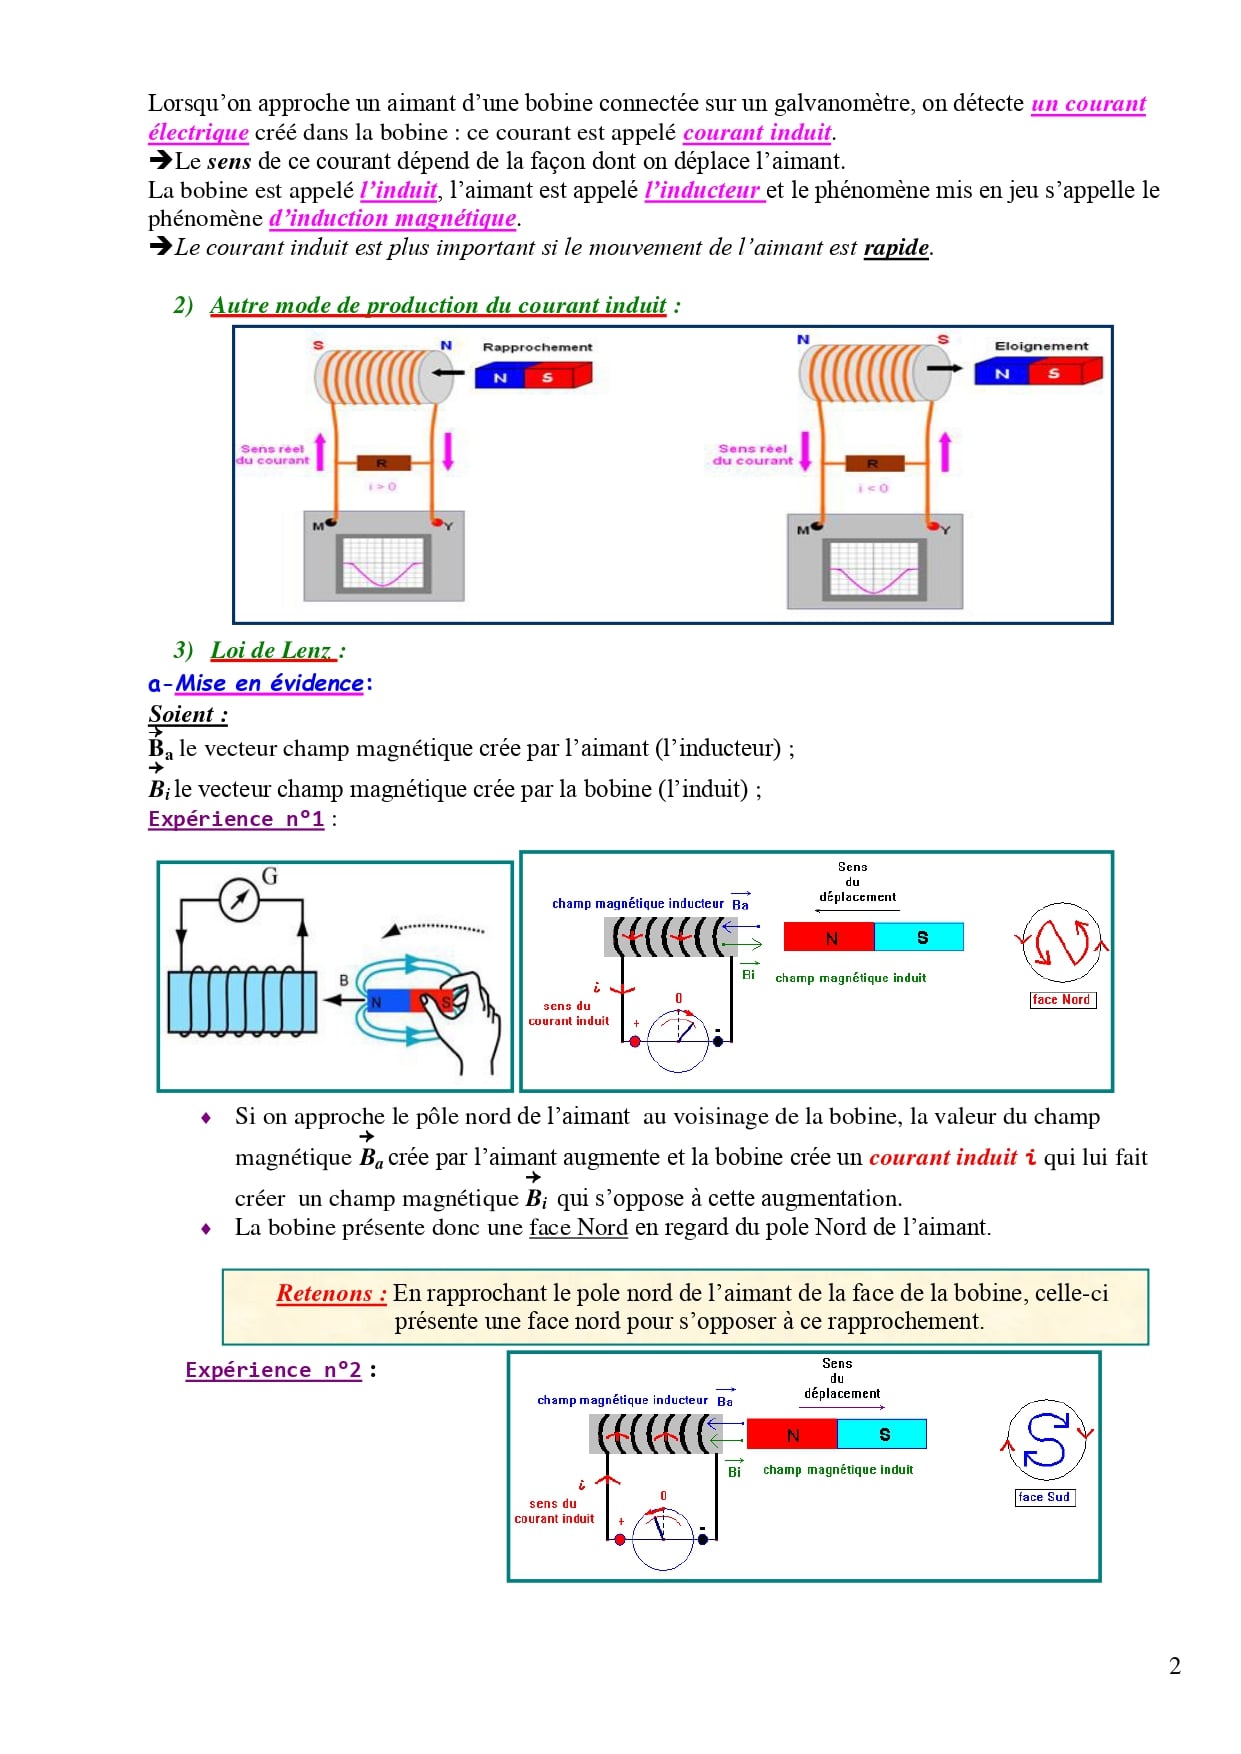 Lorsqu’on approche un aimant d’une bobine connectée sur un galvanomètre, on détecte un courant
électrique créé dans la bobine : ce courant est appelé courant induit.
➔Le sens de ce courant dépend de la façon dont on déplace l’aimant.
La bobine est appelé l’induit, l’aimant est appelé l’inducteur et le phénomène mis en jeu s’appelle le
phénomène d’induction magnétique.
➔Le courant induit est plus important si le mouvement de l’aimant est rapide.
2) Autre mode de production du courant induit :
S N Rapprochement
N S
Sens réel
du courant
R
i > 0
M Y
N S Eloignement
N S
Sens réel
du courant
R
i < 0
M Y
3) Loi de Lenz :
a-Mise en évidence:
Soient :
Ba le vecteur champ magnétique crée par l’aimant (l’inducteur) ;
Bi le vecteur champ magnétique crée par la bobine (l’induit) ;
Expérience n°1 :
G
B
N S
Sens
du
déplacement
champ magnétique inducteur Ba
N S
Bi champ magnétique induit
i
sens du
courant induit
0
+ -
N
face Nord
♦ Si on approche le pôle nord de l’aimant au voisinage de la bobine, la valeur du champ
magnétique Ba crée par l’aimant augmente et la bobine crée un courant induit i qui lui fait
créer un champ magnétique Bi qui s’oppose à cette augmentation.
♦ La bobine présente donc une face Nord en regard du pole Nord de l’aimant.
Retenons : En rapprochant le pole nord de l’aimant de la face de la bobine, celle-ci
présente une face nord pour s’opposer à ce rapprochement.
Expérience n°2 :
Sens
du
déplacement
champ magnétique inducteur Ba
N S
Bi champ magnétique induit
i
sens du
courant induit
0
+ -
S
face Sud
2